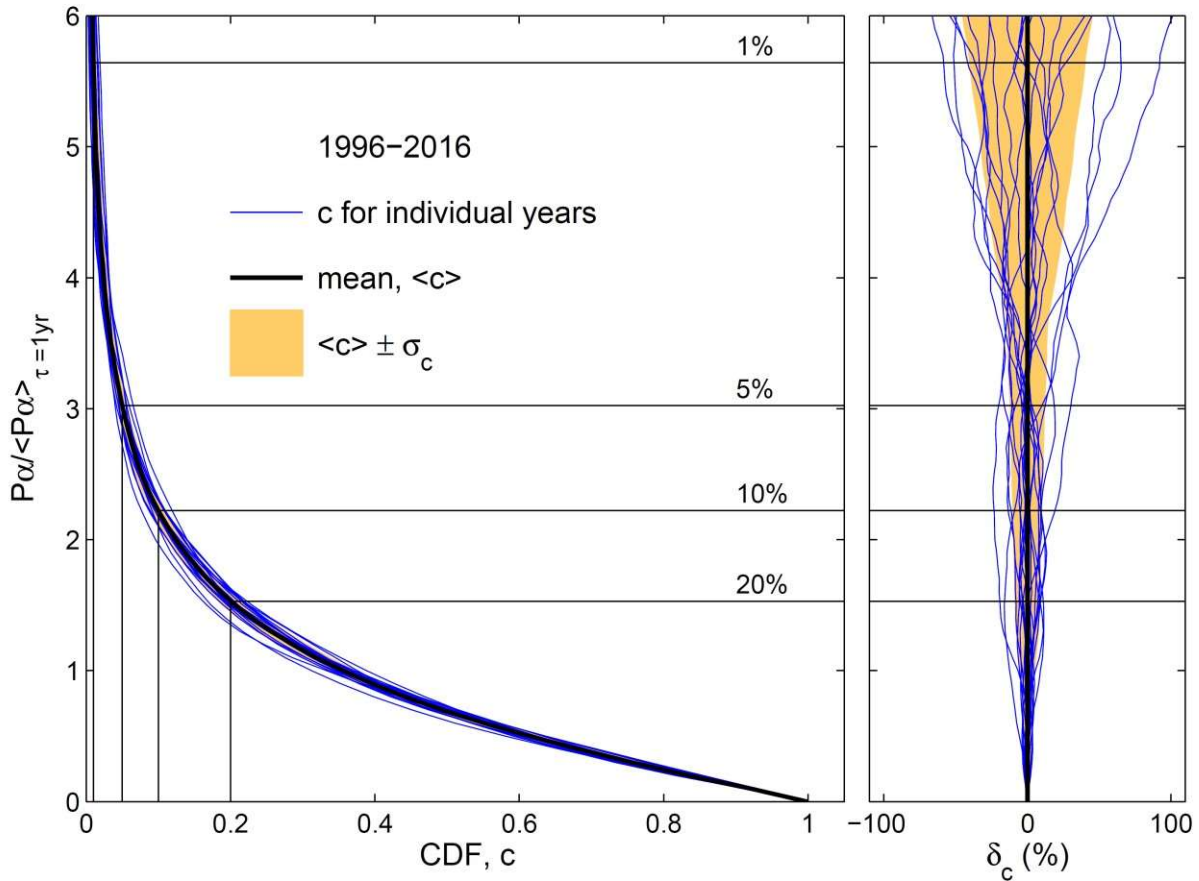 6
5
4
3
2
1
0
Pα/<Pα> τ = 1yr
1%
1996−2016
c for individual years
mean, <c>
<c> ± σc
5%
10%
20%
0 0.2 0.4 0.6 0.8 1
CDF, c
−100 0 100
δc (%)